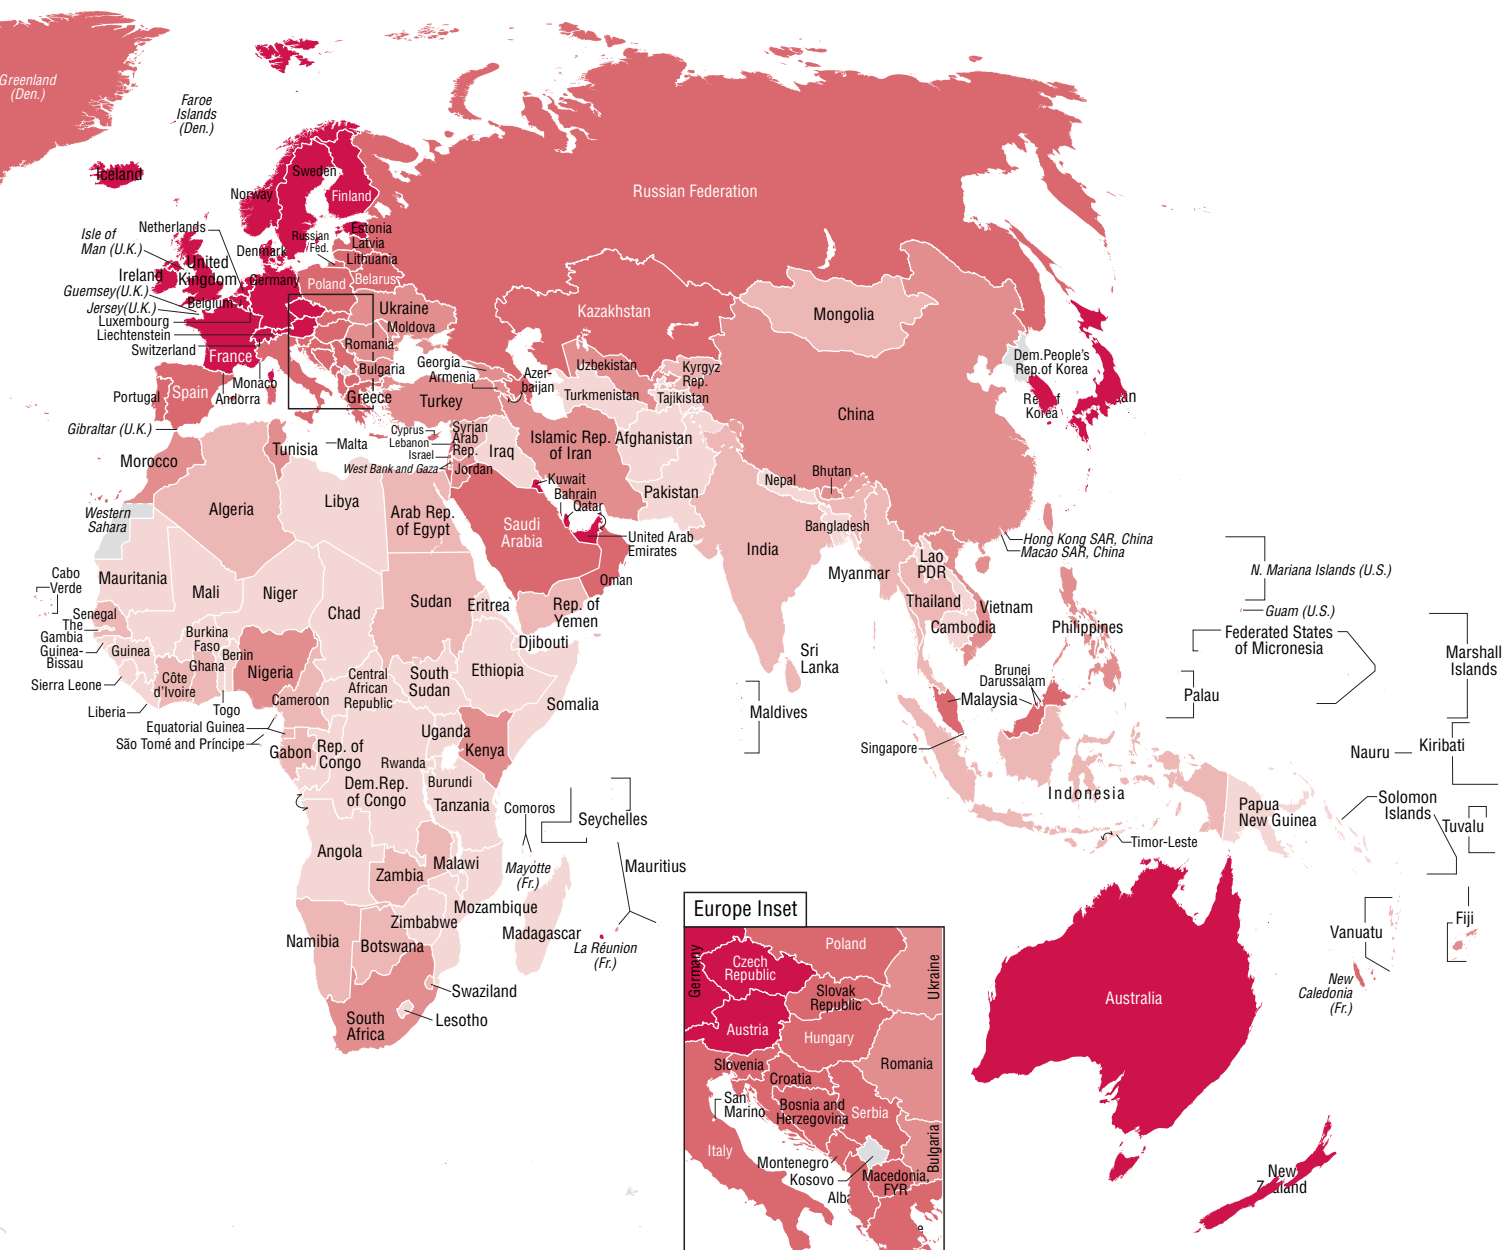 Greenland
(Den.)
Faroe
Islands
(Den.)
Iceland
Norway
Sweden
Finland
Russian Federation
Netherlands
Isle of
Man (U.K.)
Denmark
Russian
Fed.
Estonia
Latvia
Lithuania
United
Kingdom
Ireland
Germany
Poland
Belarus
Guemsey(U.K.)
Belgium
Jersey(U.K.)
Luxembourg
Liechtenstein
Switzerland
France
Ukraine
Moldova
Romania
Bulgaria
Kazakhstan
Mongolia
Georgia
Armenia
Azer-
baijan
Uzbekistan
Kyrgyz
Rep.
Turkmenistan
Tajikistan
Dem.People's
Rep.of Korea
Korea
China
Portugal
Spain
Monaco
Andorra
Greece
Turkey
Gibraltar (U.K.)
Cyprus
Lebanon
Israel
West Bank and Gaza
Syrian
Arab
Rep.
Jordan
Iraq
Islamic Rep.
of Iran
Afghanistan
Pakistan
Nepal
Bhutan
Bangladesh
India
Morocco
Tunisia
Malta
Algeria
Libya
Arab Rep.
of Egypt
Kuwait
Bahrain
Qatar
Saudi
Arabia
United Arab
Emirates
Oman
Rep. of
Yemen
Western
Sahara
Hong Kong SAR, China
Macao SAR, China
Myanmar
Lao
PDR
Thailand
Vietnam
Cambodia
Philippines
N. Mariana Islands (U.S.)
Guam (U.S.)
Federated States
of Micronesia
Marshall
Islands
Palau
Cabo
Verde
Mauritania
Mali
Niger
Chad
Sudan
Eritrea
Djibouti
Senegal
The
Gambia
Guinea-
Bissau
Guinea
Burkina
Faso
Benin
Ghana
Côte
d'Ivoire
Nigeria
Sierra Leone
Liberia
Togo
Cameroon
Central
African
Republic
South
Sudan
Ethiopia
Somalia
Sri
Lanka
Maldives
Brunei
Darussalam
Malaysia
Singapore
Equatorial Guinea
São Tomé and Príncipe
Gabon
Rep. of
Congo
Uganda
Kenya
Rwanda
Burundi
Dem.Rep.
of Congo
Tanzania
Comoros
Seychelles
Indonesia
Papua
New Guinea
Timor-Leste
Nauru
Kiribati
Solomon
Islands
Tuvalu
Angola
Zambia
Malawi
Mayotte
(Fr.)
Mauritius
Mozambique
Zimbabwe
Madagascar
La Réunion
(Fr.)
Namibia
Botswana
Swaziland
Lesotho
South
Africa
Vanuatu
Fiji
New
Caledonia
(Fr.)
Australia
New
Europe Inset
Germany
Poland
Czech
Republic
Ukraine
Slovak
Republic
Austria
Hungary
Romania
Slovenia
Croatia
San
Marino
Bosnia and
Herzegovina
Serbia
Italy
Bulgaria
Montenegro
Kosovo
Macedonia,
FYR